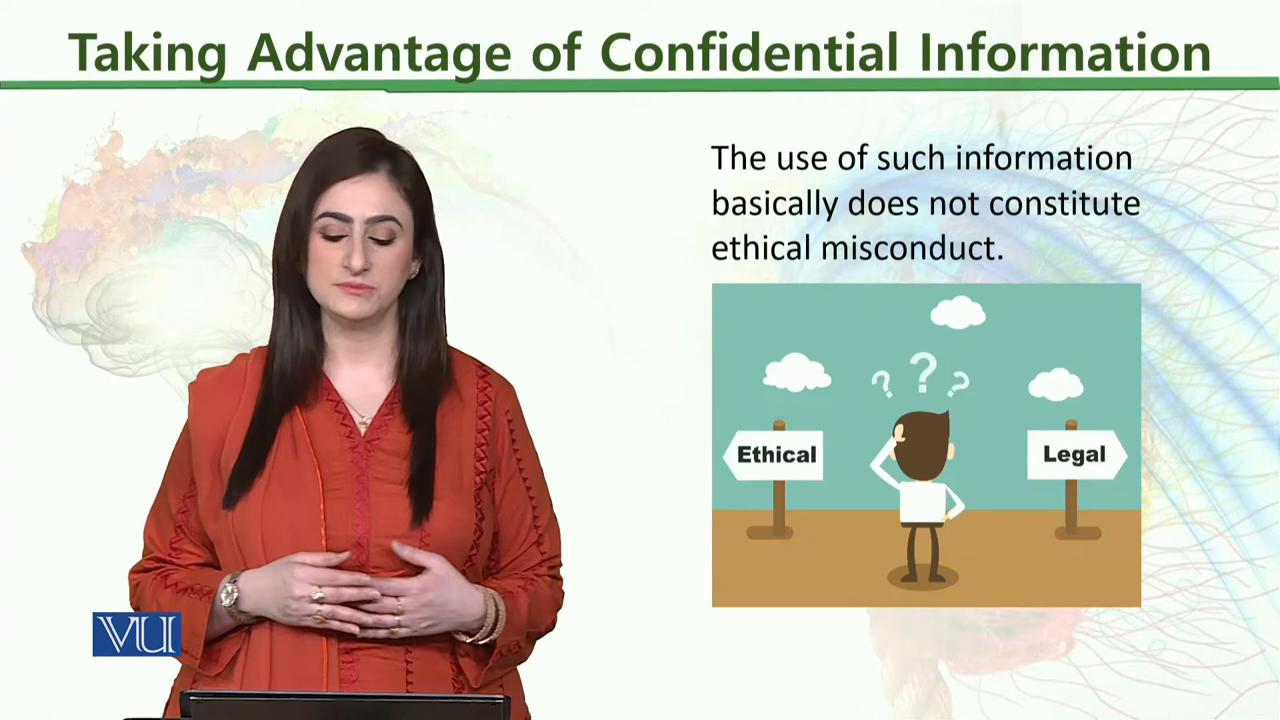 Taking Advantage of Confidential Information
The use of such information
basically does not constitute
ethical misconduct.
? ? ?
Ethical
Legal
VU